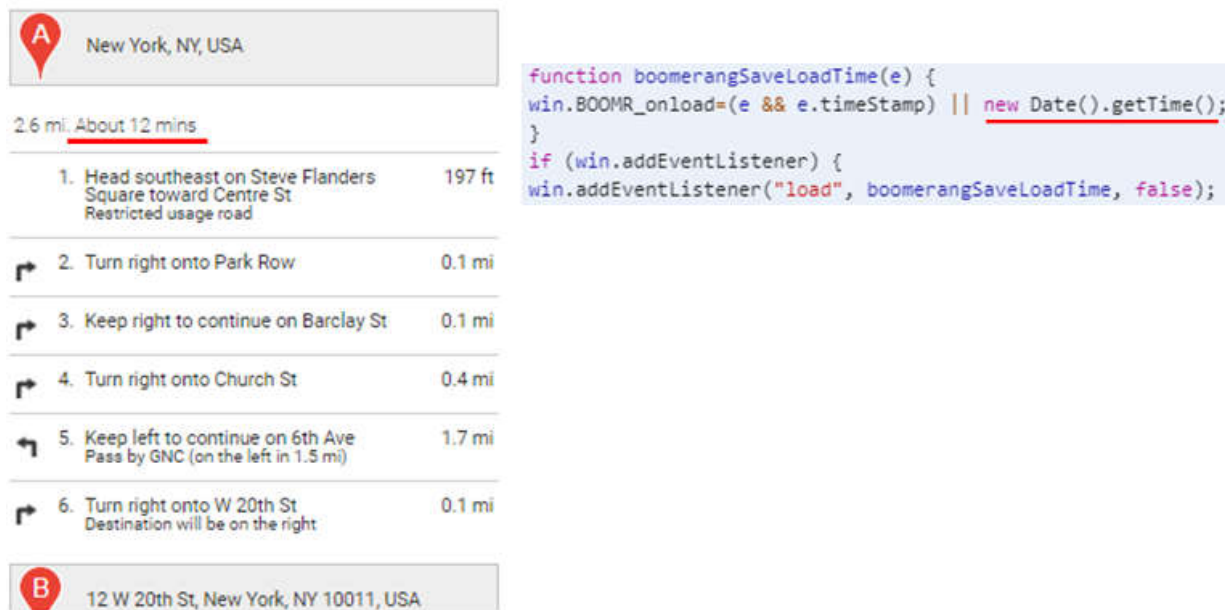 A
New York, NY, USA
2.6 mi. About 12 mins
1. Head southeast on Steve Flanders 197 ft
Square toward Centre St
Restricted usage road
2. Turn right onto Park Row 0.1 mi
3. Keep right to continue on Barclay St 0.1 mi
4. Turn right onto Church St 0.4 mi
5. Keep left to continue on 6th Ave 1.7 mi
Pass by GNC (on the left in 1.5 mi)
6. Turn right onto W 20th St 0.1 mi
Destination will be on the right
B
12 W 20th St, New York, NY 10011, USA
function boomerangSaveLoadTime(e) {
win.BOOMR_onload=(e && e.timeStamp) || new Date().getTime();
}
if (win.addEventListener) {
win.addEventListener("load", boomerangSaveLoadTime, false);